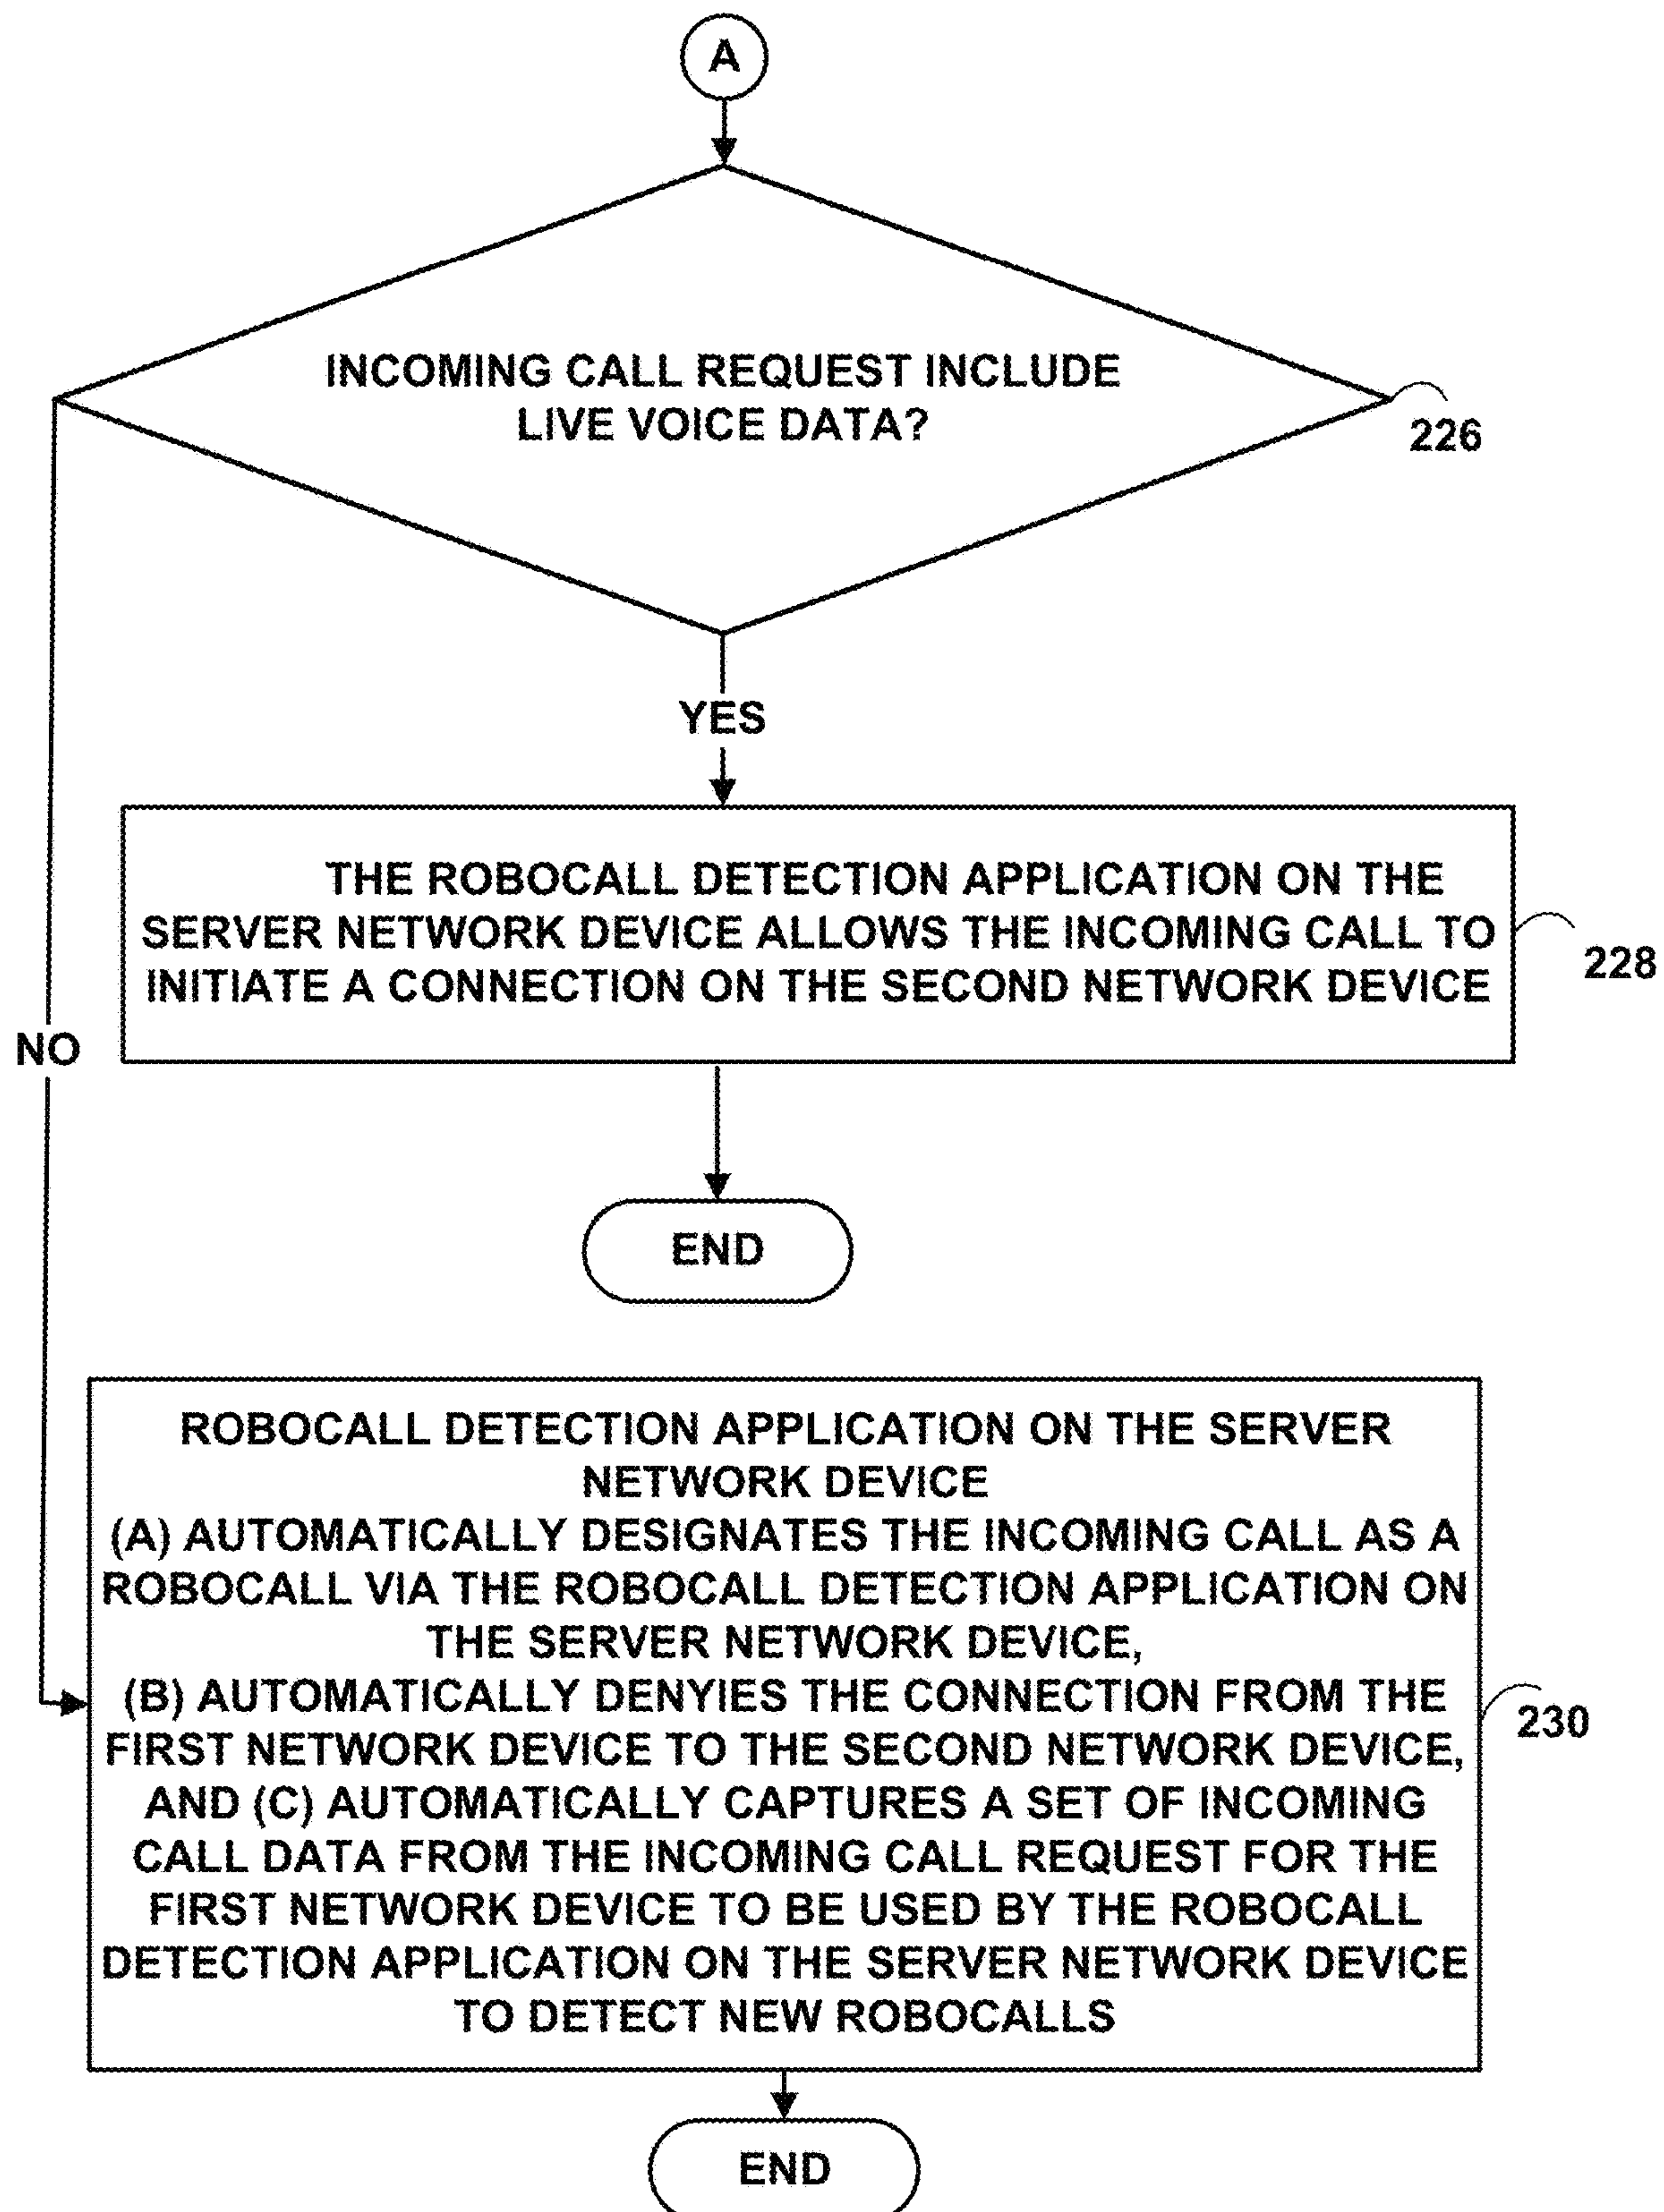 A
INCOMING CALL REQUEST INCLUDE
LIVE VOICE DATA?
226
YES
THE ROBOCALL DETECTION APPLICATION ON THE
SERVER NETWORK DEVICE ALLOWS THE INCOMING CALL TO
INITIATE A CONNECTION ON THE SECOND NETWORK DEVICE
228
NO
END
ROBOCALL DETECTION APPLICATION ON THE SERVER
NETWORK DEVICE
(A) AUTOMATICALLY DESIGNATES THE INCOMING CALL AS A
ROBOCALL VIA THE ROBOCALL DETECTION APPLICATION ON
THE SERVER NETWORK DEVICE,
(B) AUTOMATICALLY DENYIES THE CONNECTION FROM THE
FIRST NETWORK DEVICE TO THE SECOND NETWORK DEVICE,
AND (C) AUTOMATICALLY CAPTURES A SET OF INCOMING
CALL DATA FROM THE INCOMING CALL REQUEST FOR THE
FIRST NETWORK DEVICE TO BE USED BY THE ROBOCALL
DETECTION APPLICATION ON THE SERVER NETWORK DEVICE
TO DETECT NEW ROBOCALLS
230
END